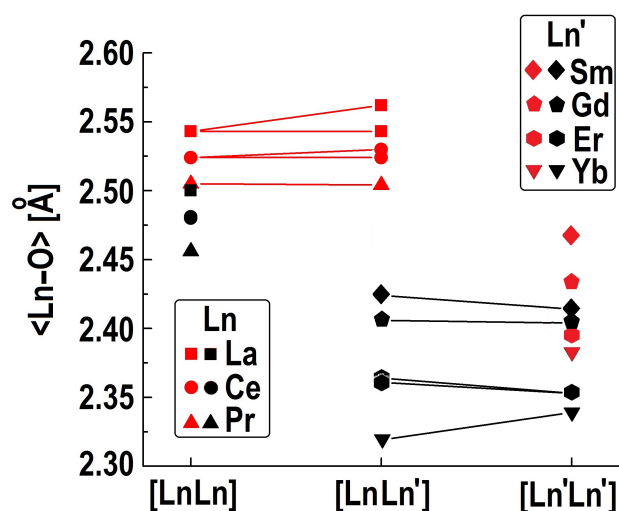 <Ln–O> [Å]
2.60
2.55
2.50
2.45
2.40
2.35
2.30
Ln'
Sm
Gd
Er
Yb
Ln
La
Ce
Pr
[LnLn]
[LnLn']
[Ln'Ln']